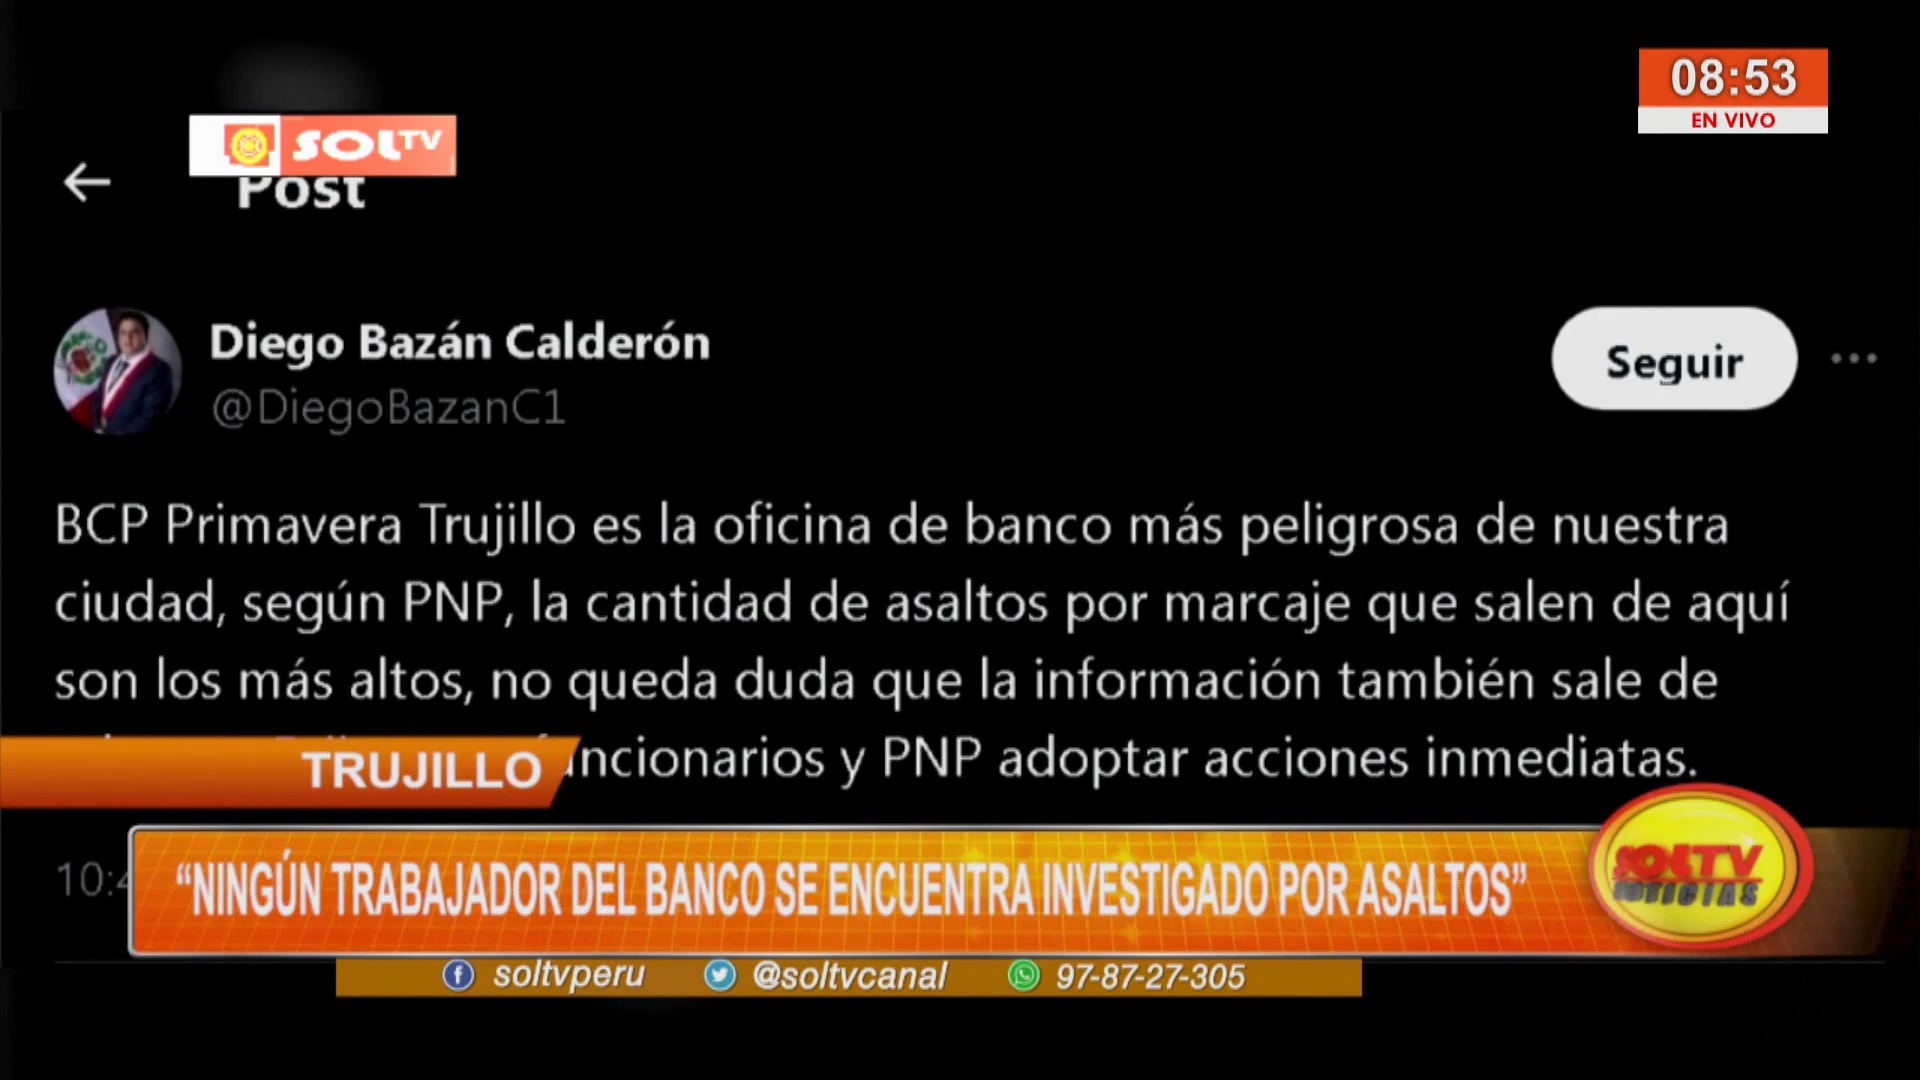 08:53
EN VIVO
SOLTV
Post
Diego Bazán Calderón
@DiegoBazanC1
Seguir
BCP Primavera Trujillo es la oficina de banco más peligrosa de nuestra
ciudad, según PNP, la cantidad de asaltos por marcaje que salen de aquí
son los más altos, no queda duda que la información también sale de
y PNP adoptar acciones inmediatas.
TRUJILLO
“NINGÚN TRABAJADOR DEL BANCO SE ENCUENTRA INVESTIGADO POR ASALTOS”
SOLTV
NOTICIAS
soltvperu @soltvcanal 97-87-27-305